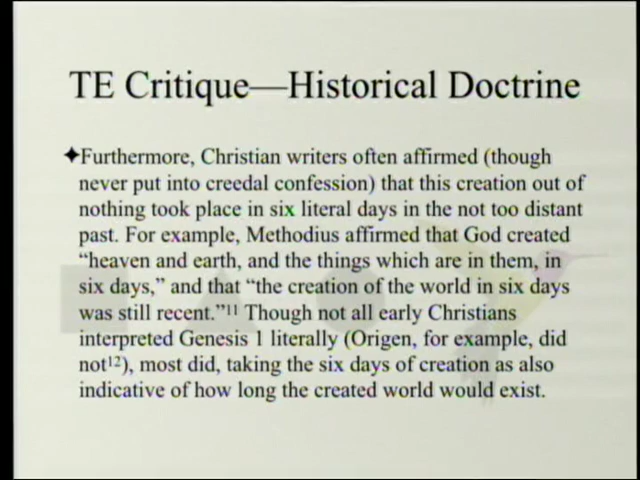 TE Critique—Historical Doctrine
✦Furthermore, Christian writers often affirmed (though
never put into creedal confession) that this creation out of
nothing took place in six literal days in the not too distant
past. For example, Methodius affirmed that God created
“heaven and earth, and the things which are in them, in
six days,” and that “the creation of the world in six days
was still recent.”¹¹ Though not all early Christians
interpreted Genesis 1 literally (Origen, for example, did
not¹²), most did, taking the six days of creation as also
indicative of how long the created world would exist.